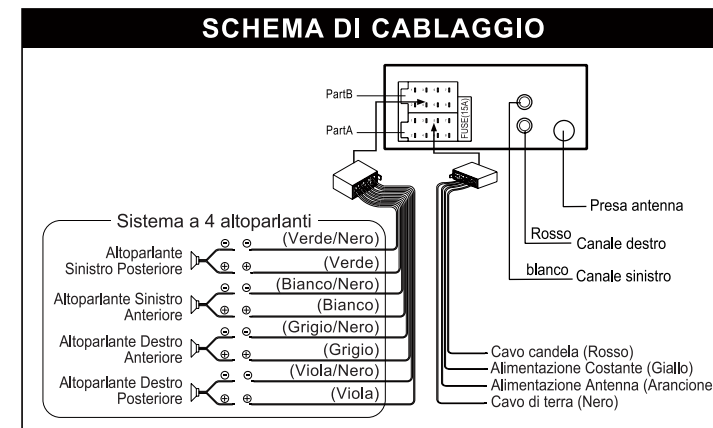 SCHEMA DI CABLAGGIO
PartB
PartA
FUSE(15A)
Presa antenna
Rosso
Canale destro
blanco
Canale sinistro
Sistema a 4 altoparlanti
Altoparlante
Sinistro Posteriore
(Verde/Nero)
(Verde)
Altoparlante Sinistro
Anteriore
(Bianco/Nero)
(Bianco)
Altoparlante Destro
Anteriore
(Grigio/Nero)
(Grigio)
Altoparlante Destro
Posteriore
(Viola/Nero)
(Viola)
Cavo candela (Rosso)
Alimentazione Costante (Giallo)
Alimentazione Antenna (Arancione
Cavo di terra (Nero)